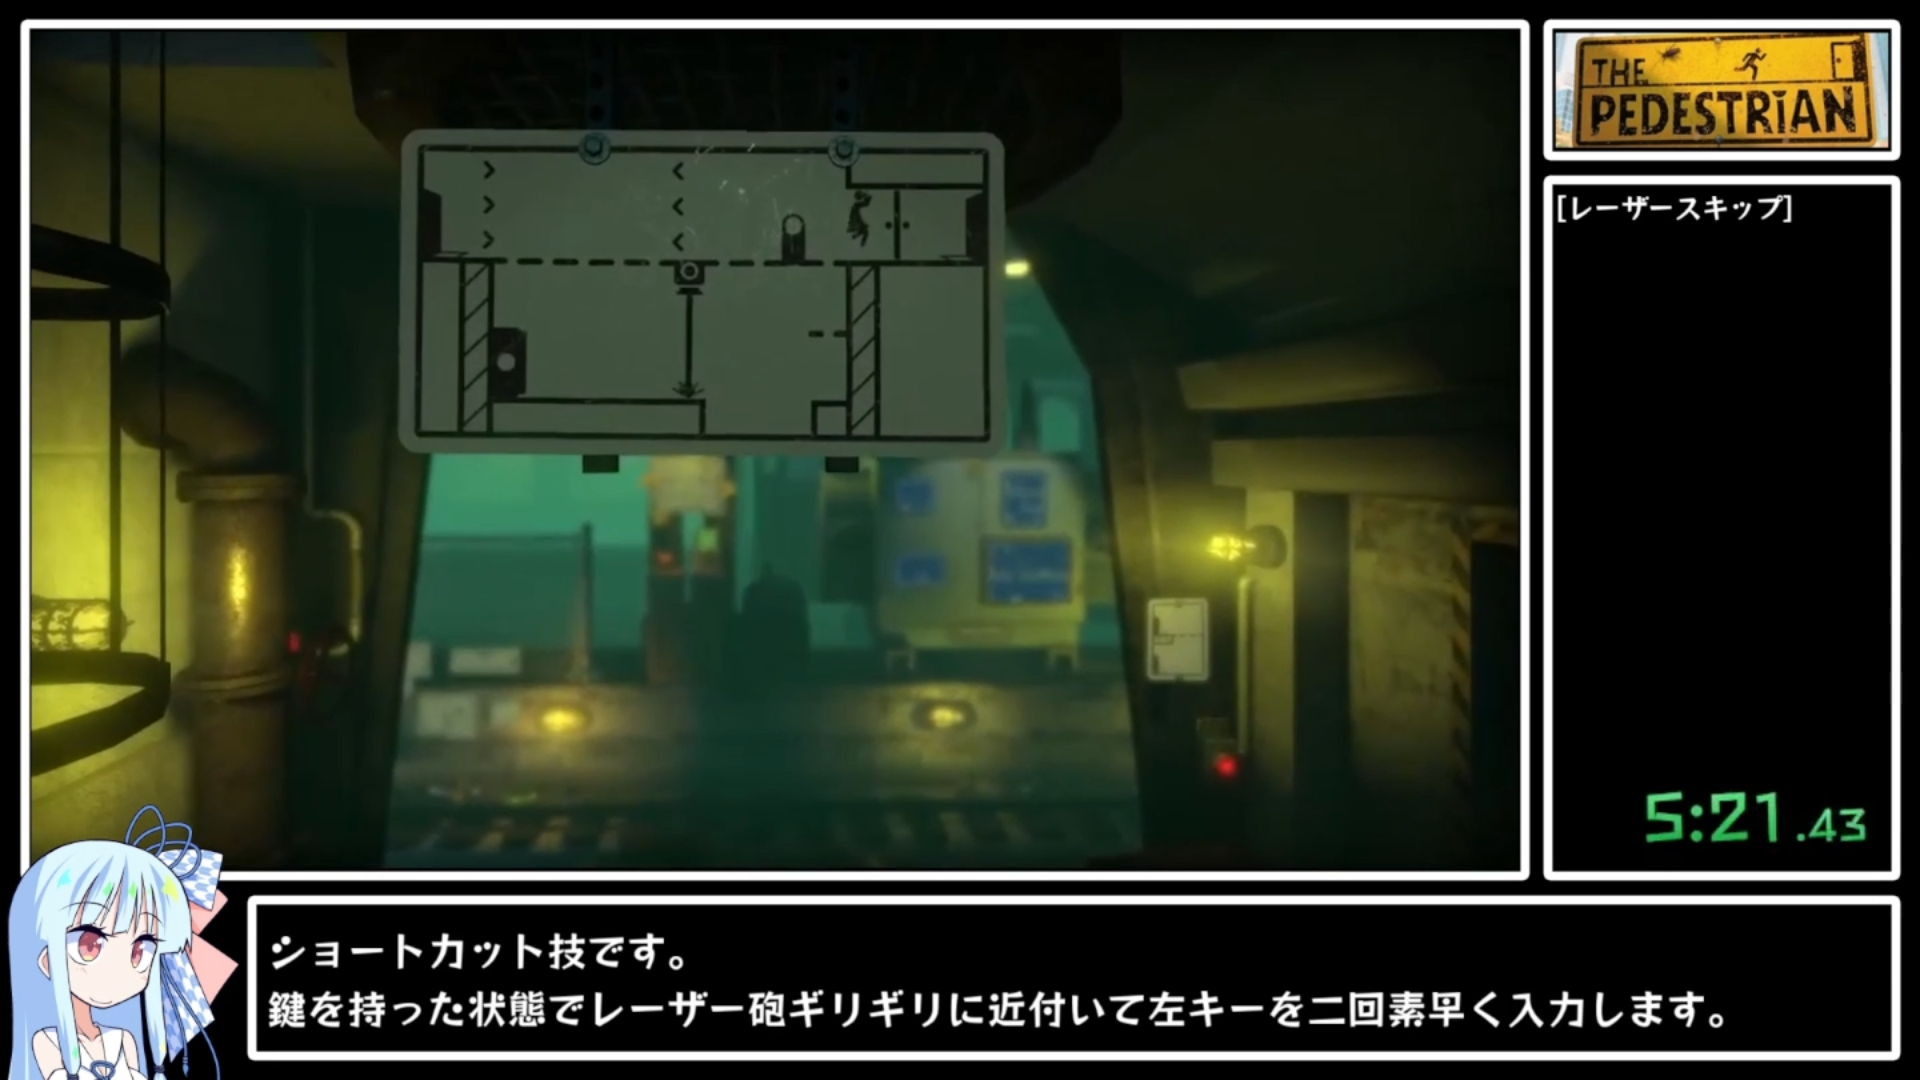 THE
PEDESTRIAN
[レーザースキップ]
5:21.43
ショートカット技です。
鍵を持った状態でレーザー砲ギリギリに近付いて左キーを二回素早く入力します。